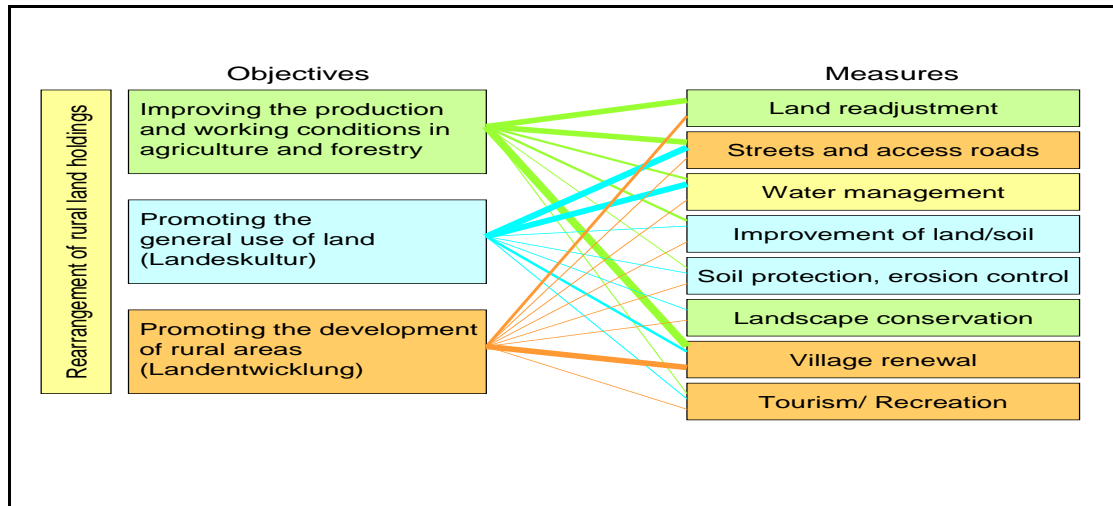 Objectives
Measures
Rearrangement of rural land holdings
Improving the production
and working conditions in
agriculture and forestry
Promoting the
general use of land
(Landeskultur)
Promoting the development
of rural areas
(Landentwicklung)
Land readjustment
Streets and access roads
Water management
Improvement of land/soil
Soil protection, erosion control
Landscape conservation
Village renewal
Tourism/ Recreation